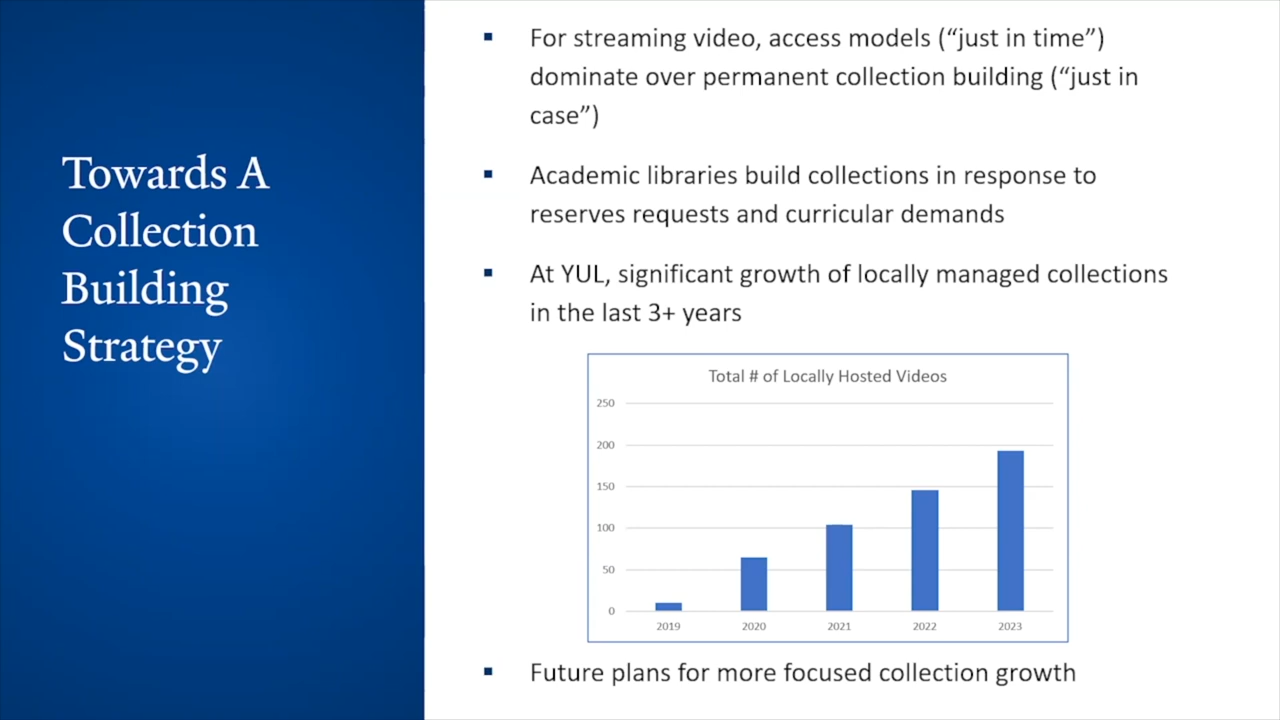 Towards A
Collection
Building
Strategy
▪ For streaming video, access models (“just in time”)
dominate over permanent collection building (“just in
case”)
▪ Academic libraries build collections in response to
reserves requests and curricular demands
▪ At YUL, significant growth of locally managed collections
in the last 3+ years
Total # of Locally Hosted Videos
250
200
150
100
50
0
2019 2020 2021 2022 2023
▪ Future plans for more focused collection growth